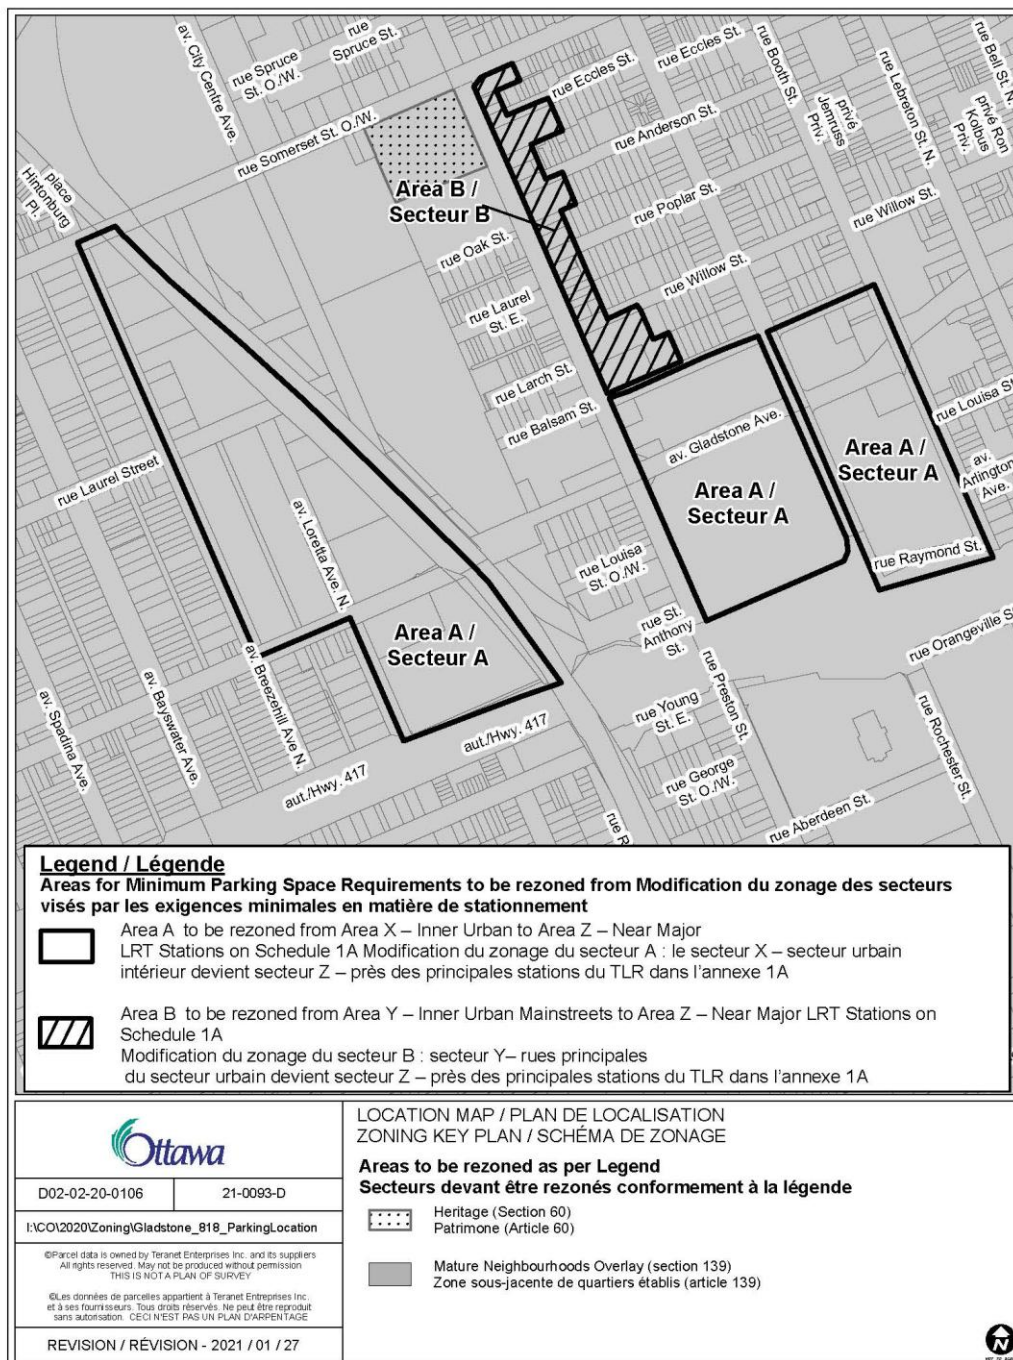 rue
Spruce St.
av. City Centre Ave.
rue Spruce
St. O./W.
rue Eccles St.
rue Eccles St.
rue Booth St.
rue Lebreton St. N.
rue Bell St. N.
privé
Jemruss
Priv.
privé Ron
Kolbus
Priv.
rue Anderson St.
rue Somerset St. O./W.
place
Hintonburg
Pl.
Area B /
Secteur B
rue Poplar St.
rue Willow St.
rue Oak St.
rue Willow St.
rue Laurel
St. E.
rue Larch St.
rue Balsam St.
av. Gladstone Ave.
rue Louisa St
av.
Arlington
Ave.
Area A /
Secteur A
Area A /
Secteur A
rue Laurel Street
av. Loretta Ave. N.
rue Louisa
St. O./W.
rue Raymond St.
rue St.
Anthony
St.
rue Orangeville S
Area A /
Secteur A
av. Breezehill Ave N.
av. Bayswater Ave.
av. Spadina Ave.
rue Preston St.
rue Young
St. E.
aut./Hwy. 417
aut./Hwy. 417
rue George
St. O./W.
rue Rochester St.
rue Aberdeen St.
rue R
Legend / Légende
Areas for Minimum Parking Space Requirements to be rezoned from Modification du zonage des secteurs
visés par les exigences minimales en matière de stationnement
Area A to be rezoned from Area X – Inner Urban to Area Z – Near Major
LRT Stations on Schedule 1A Modification du zonage du secteur A : le secteur X – secteur urbain
intérieur devient secteur Z – près des principales stations du TLR dans l'annexe 1A
Area B to be rezoned from Area Y – Inner Urban Mainstreets to Area Z – Near Major LRT Stations on
Schedule 1A
Modification du zonage du secteur B : secteur Y– rues principales
du secteur urbain devient secteur Z – près des principales stations du TLR dans l'annexe 1A
Ottawa
D02-02-20-0106
21-0093-D
I:\CO\2020\Zoning\Gladstone_818_ParkingLocation
©Parcel data is owned by Teranet Enterprises Inc. and its suppliers
All rights reserved. May not be produced without permission
THIS IS NOT A PLAN OF SURVEY
©Les données de parcelles appartient à Teranet Entreprises Inc.
et à ses fournisseurs. Tous droits réservés. Ne peut être reproduit
sans autorisation. CECI N'EST PAS UN PLAN D'ARPENTAGE
REVISION / RÉVISION - 2021 / 01 / 27
LOCATION MAP / PLAN DE LOCALISATION
ZONING KEY PLAN / SCHÉMA DE ZONAGE
Areas to be rezoned as per Legend
Secteurs devant être rezonés conformement à la légende
Heritage (Section 60)
Patrimone (Article 60)
Mature Neighbourhoods Overlay (section 139)
Zone sous-jacente de quartiers établis (article 139)
N
NOT TO SCALE